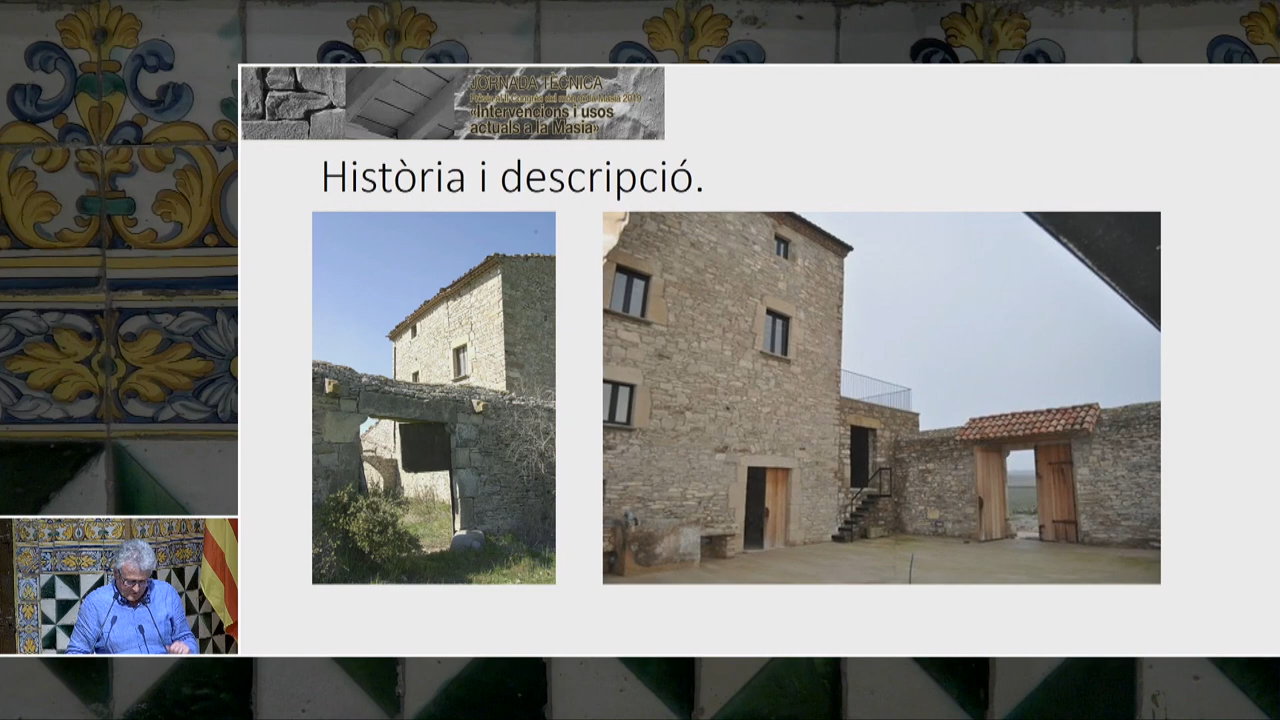 JORNADA TÈCNICA
«Intervencions i usos
actuals a la Masia»
Història i descripció.